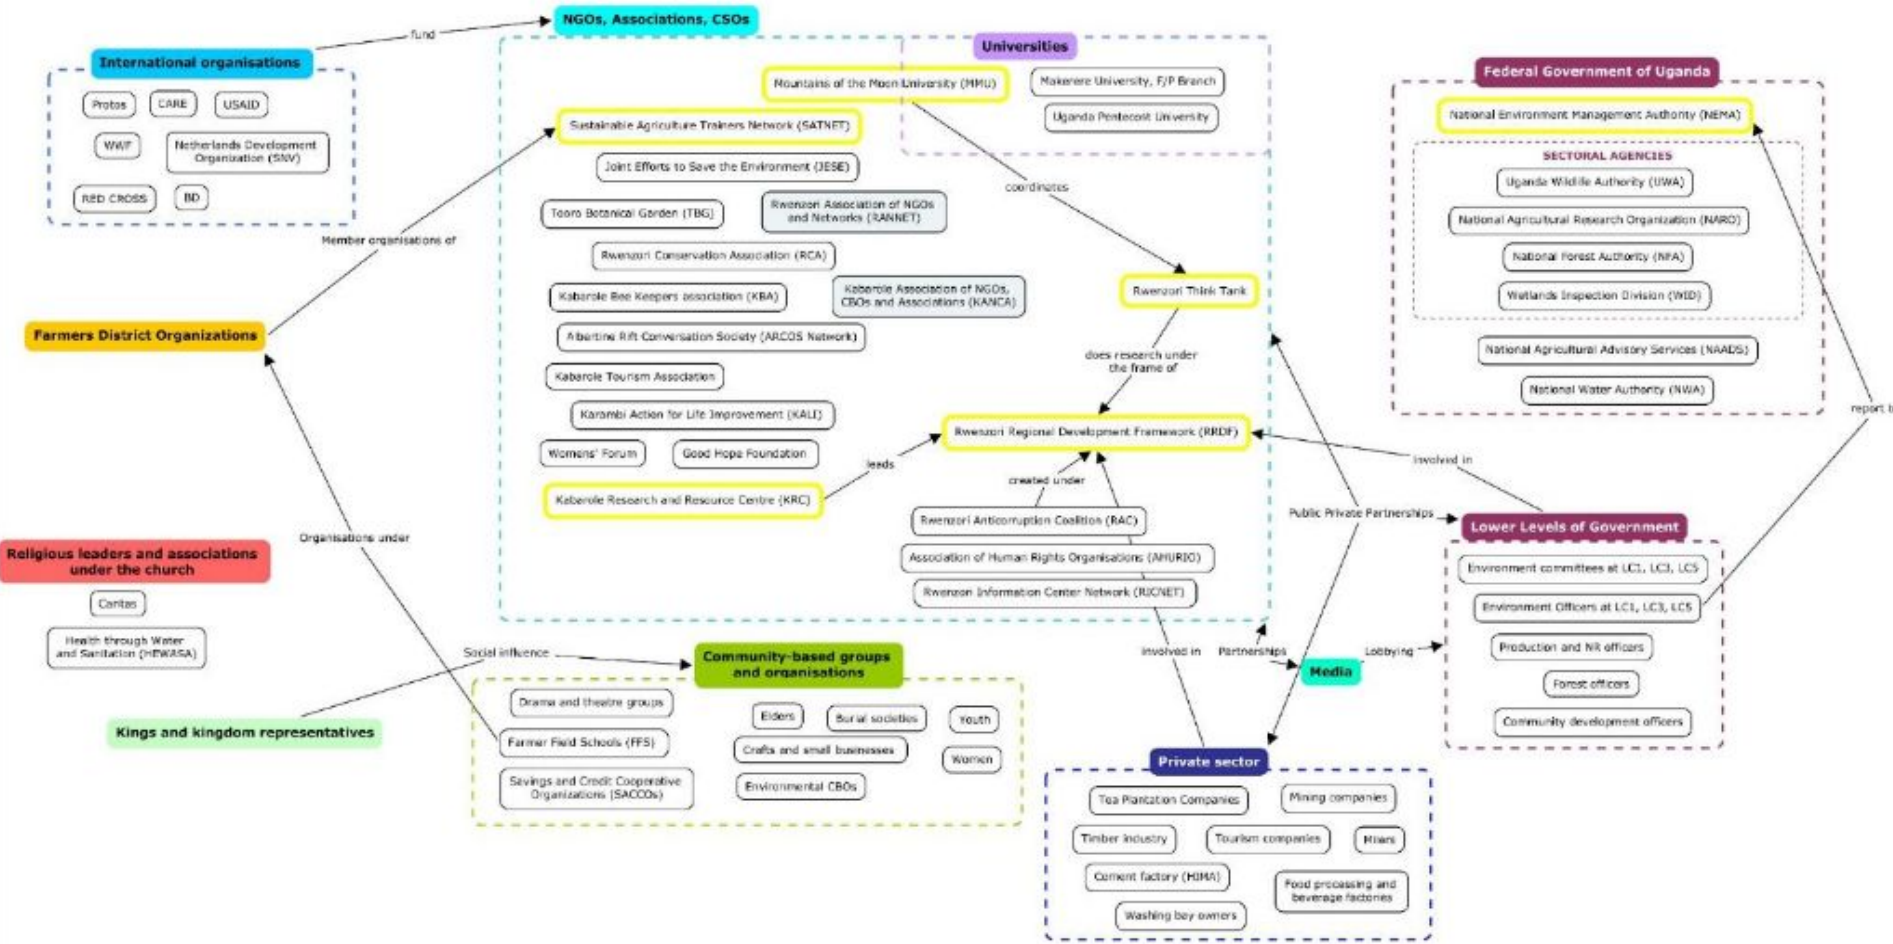 NGOs, Associations, CSOs
fund
International organisations
Protos
CARE
USAID
WWF
Netherlands Development
Organization (SNV)
RED CROSS
BD
Universities
Mountains of the Moon University (MMU)
Makerere University, F/P Branch
Uganda Pentecost University
Sustainable Agriculture Trainers Network (SATNET)
Joint Efforts to Save the Environment (JESE)
Tooro Botanical Garden (TBG)
Rwenzori Association of NGOs
and Networks (RANNET)
Rwenzori Conservation Association (RCA)
Kabarole Bee Keepers association (KBA)
Kabarole Association of NGOs,
CBOs and Associations (KANCA)
Albertine Rift Conversation Society (ARCOS Network)
Kabarole Tourism Association
Karambi Action for Life Improvement (KALI)
Womens' Forum
Good Hope Foundation
Kabarole Research and Resource Centre (KRC)
leads
coordinates
Rwenzori Think Tank
does research under
the frame of
Rwenzori Regional Development Framework (RRDF)
created under
Rwenzori Anticorruption Coalition (RAC)
Association of Human Rights Organisations (AHURIO)
Rwenzori Information Center Network (RICNET)
Federal Government of Uganda
National Environment Management Authority (NEMA)
SECTORAL AGENCIES
Uganda Wildlife Authority (UWA)
National Agricultural Research Organization (NARO)
National Forest Authority (NFA)
Wetlands Inspection Division (WID)
National Agricultural Advisory Services (NAADS)
National Water Authority (NWA)
report
involved in
Public Private Partnerships
Lower Levels of Government
Environment committees at LC1, LC3, LC5
Environment Officers at LC1, LC3, LC5
Production and NR officers
Forest officers
Community development officers
Member organisations of
Farmers District Organizations
Organisations under
Religious leaders and associations
under the church
Caritas
Health through Water
and Sanitation (HEWASA)
Social influence
Kings and kingdom representatives
Community-based groups
and organisations
Drama and theatre groups
Elders
Burial societies
Youth
Farmer Field Schools (FFS)
Crafts and small businesses
Women
Savings and Credit Cooperative
Organizations (SACCOs)
Environmental CBOs
involved in
Partnerships
Media
Lobbying
Private sector
Tea Plantation Companies
Mining companies
Timber industry
Tourism companies
Cement factory (HIMA)
Food processing and
beverage factories
Washing bay owners